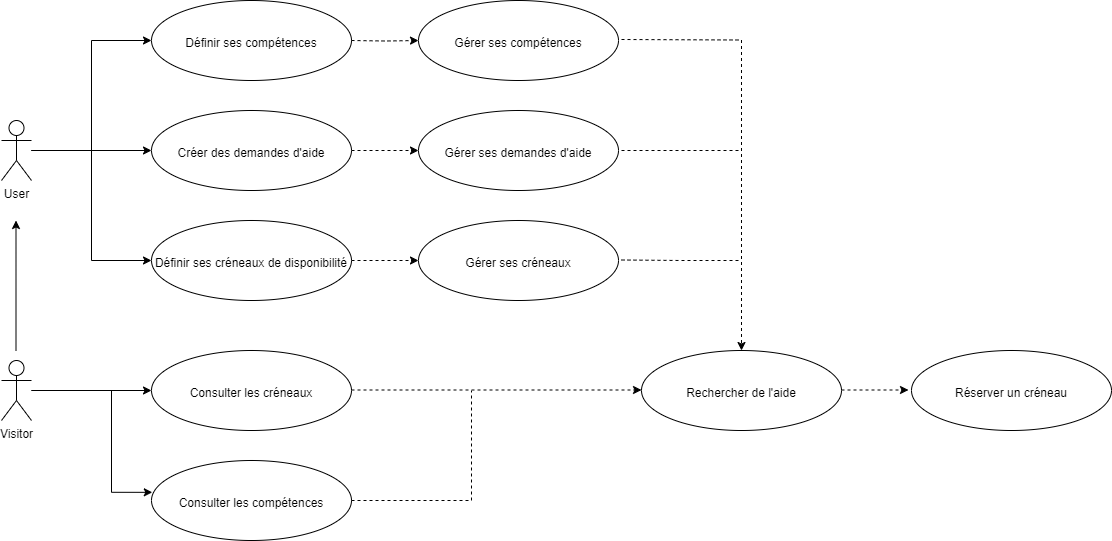 Définir ses compétences
Gérer ses compétences
Créer des demandes d'aide
Gérer ses demandes d'aide
User
Définir ses créneaux de disponibilité
Gérer ses créneaux
Consulter les créneaux
Rechercher de l'aide
Réserver un créneau
Visitor
Consulter les compétences